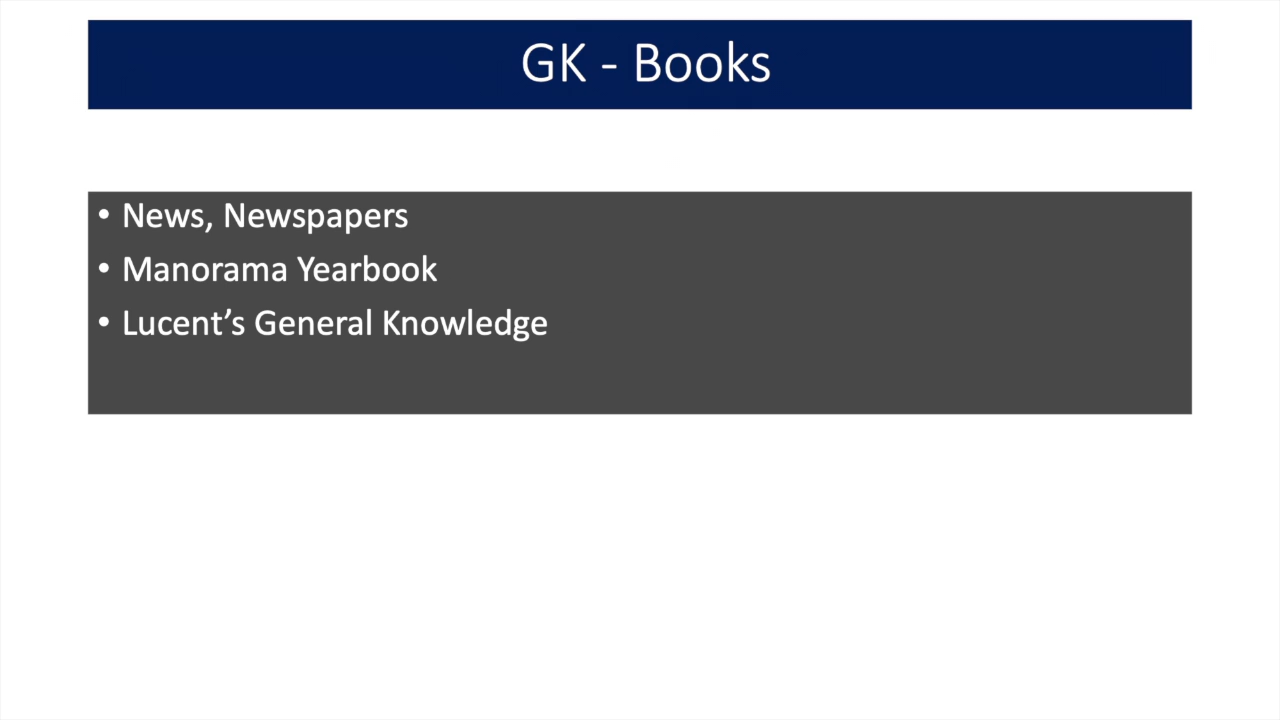 GK - Books
• News, Newspapers
• Manorama Yearbook
• Lucent’s General Knowledge